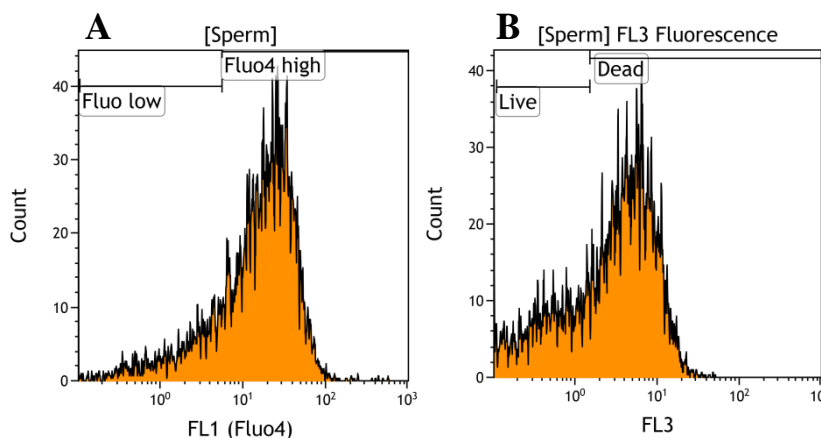 A
[Sperm]
Fluo4 high
Fluo low
40
30
20
10
0
Count
10⁰
10¹
10²
10³
FL1 (Fluo4)
B
[Sperm] FL3 Fluorescence
Dead
Live
40
30
20
10
0
Count
10⁰
10¹
10²
10
FL3